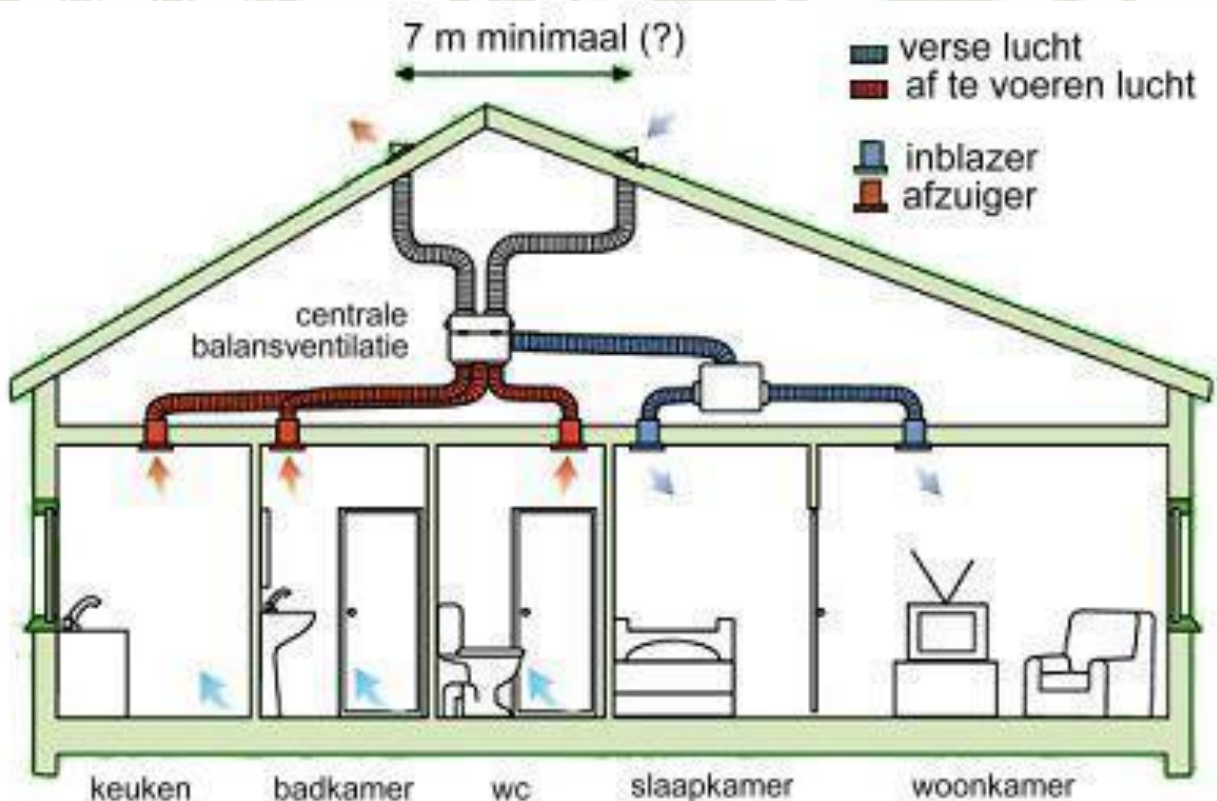 7 m minimaal (?)
verse lucht
af te voeren lucht
inblazer
afzuiger
centrale
balansventilatie
keuken
badkamer
wc
slaapkamer
woonkamer